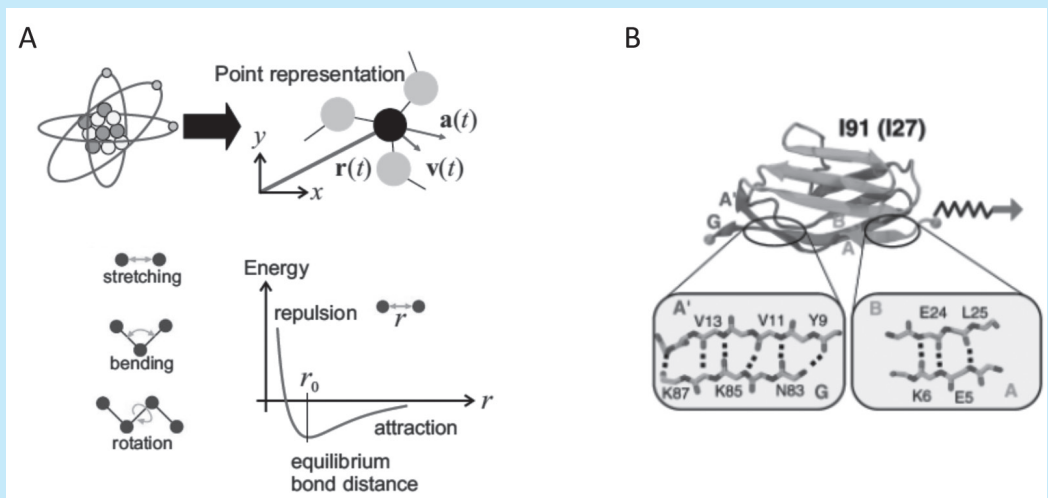 A
Point representation
a(t)
y
r(t)
v(t)
x
stretching
bending
rotation
Energy
repulsion
r
r0
r
attraction
equilibrium
bond distance
B
I91 (I27)
A'
G
B
A
A'
V13
V11
Y9
K87
K85
N83
G
B
E24
L25
K6
E5
A